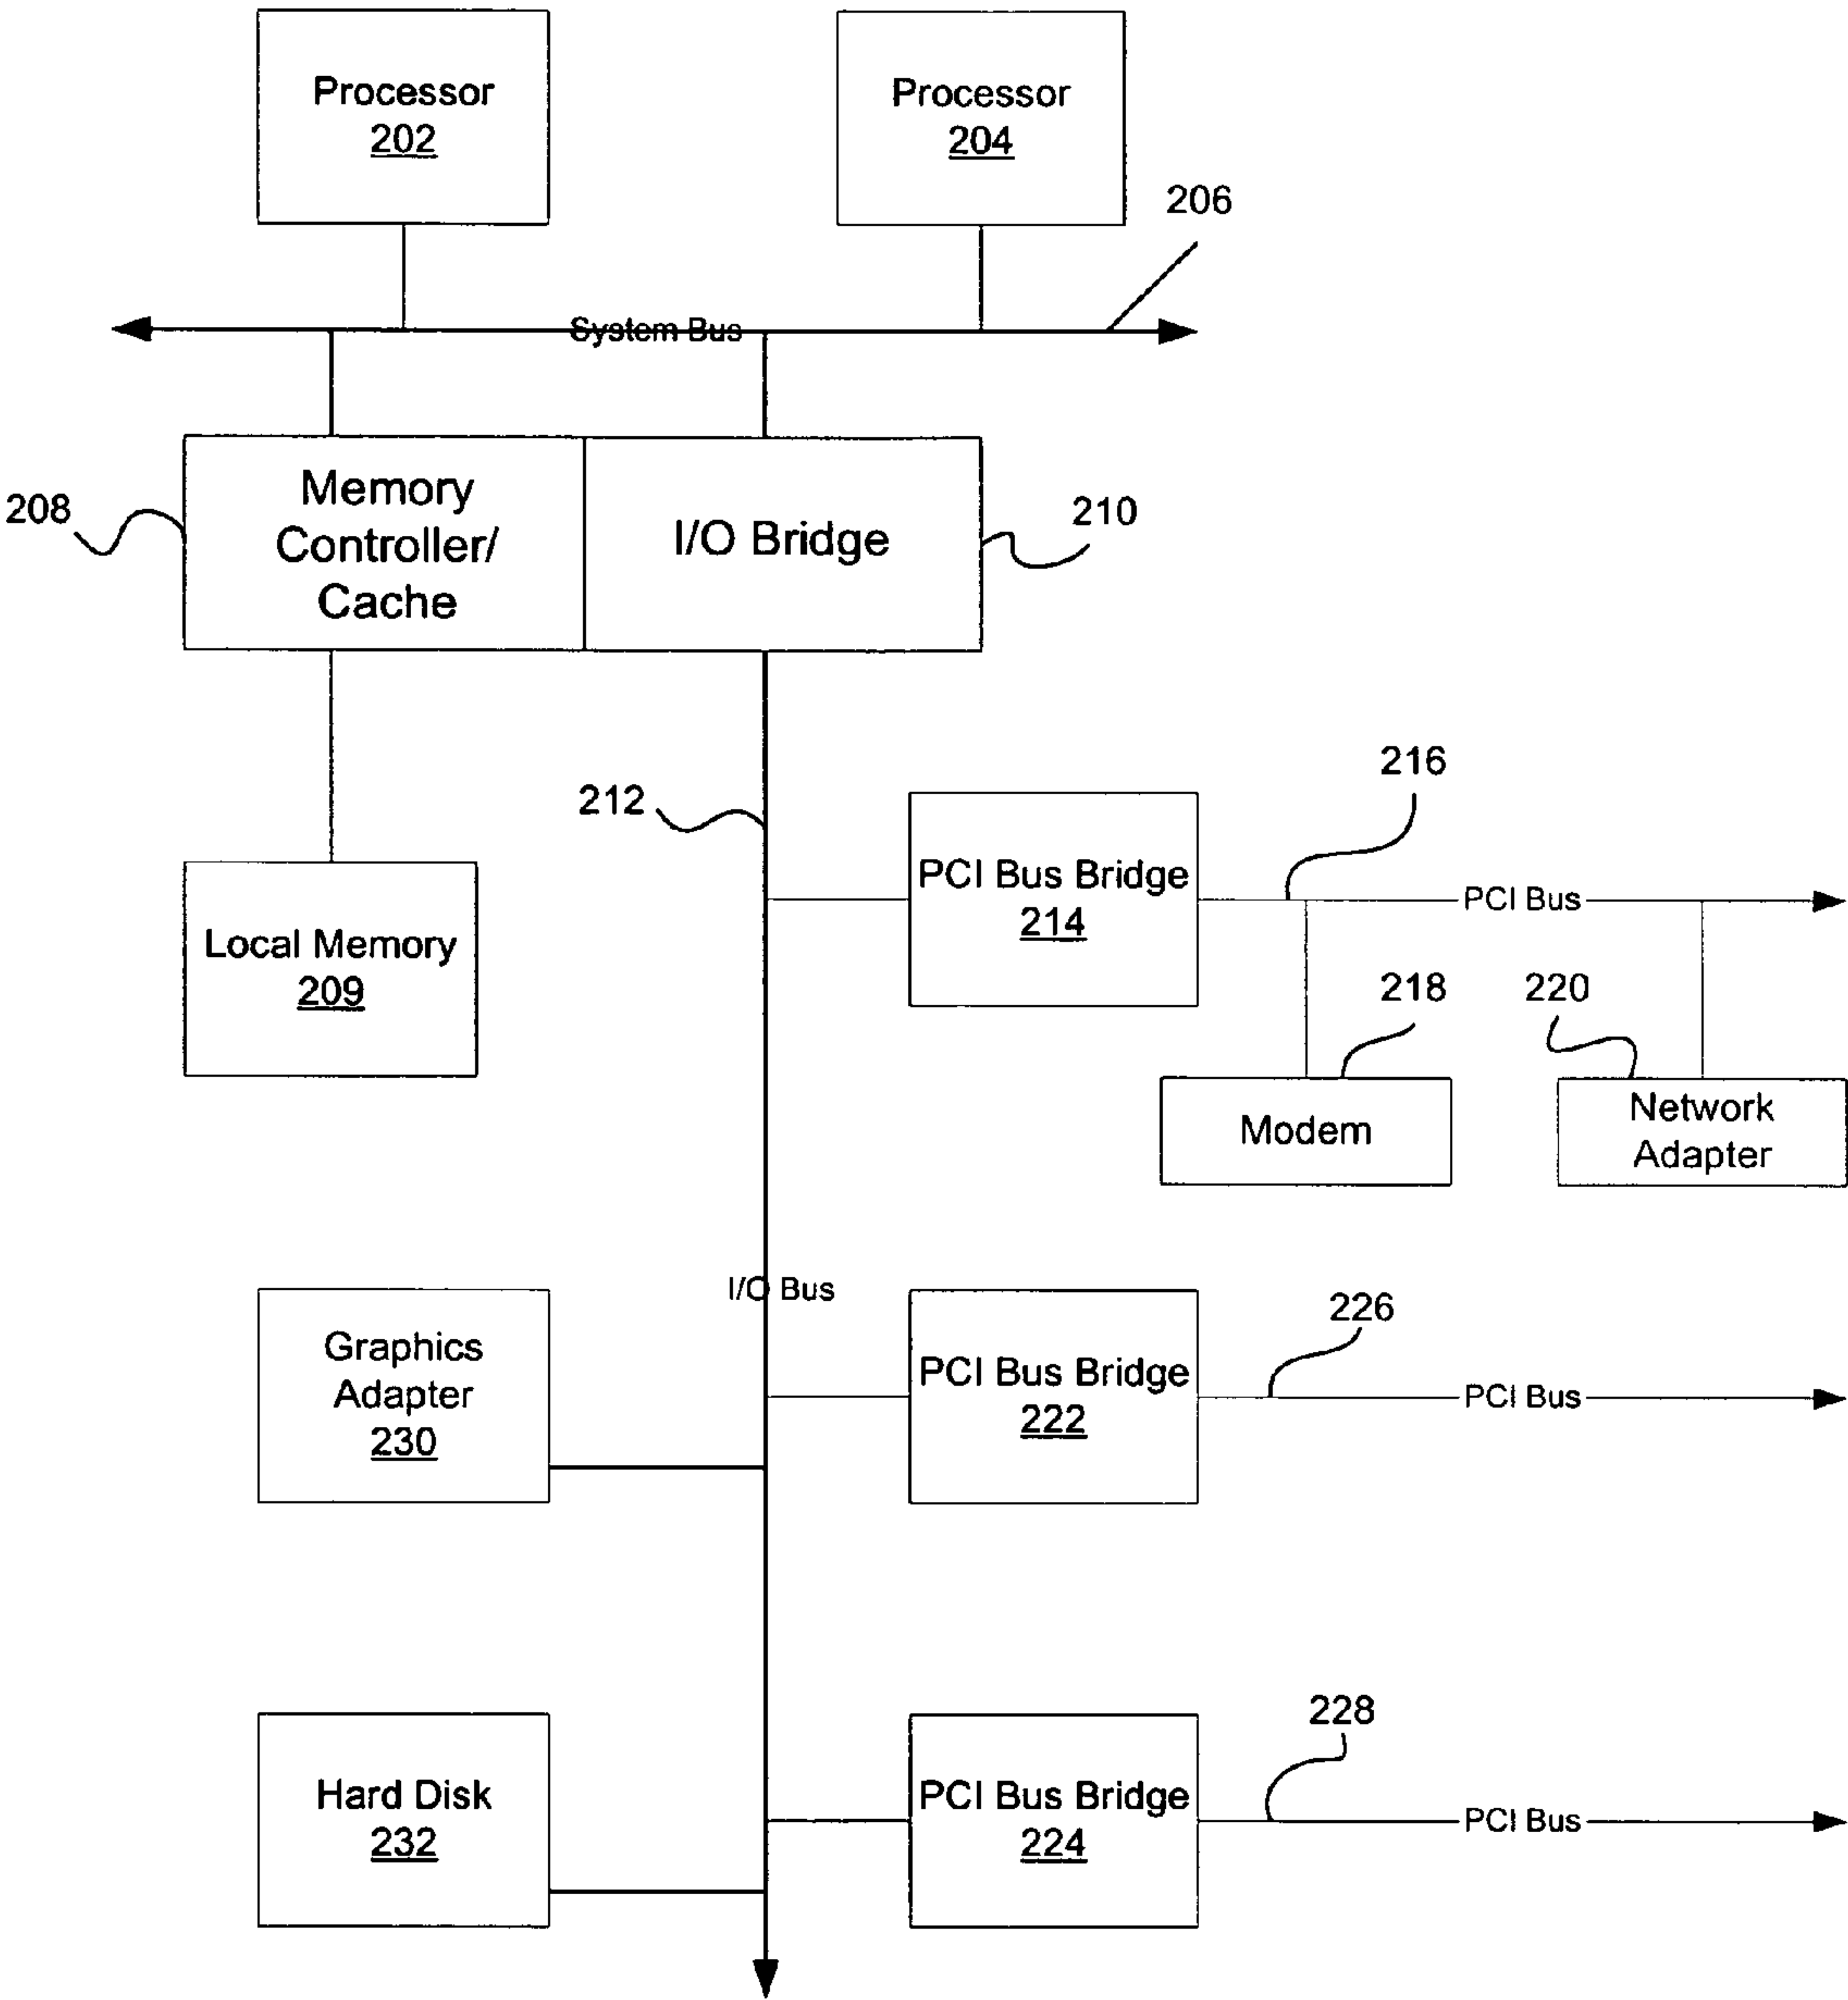 Processor
202
Processor
204
206
System Bus
208
Memory
Controller/
Cache
I/O Bridge
210
212
216
PCI Bus Bridge
214
PCI Bus
Local Memory
209
218
220
Modem
Network
Adapter
I/O Bus
Graphics
Adapter
230
PCI Bus Bridge
222
226
PCI Bus
Hard Disk
232
PCI Bus Bridge
224
228
PCI Bus